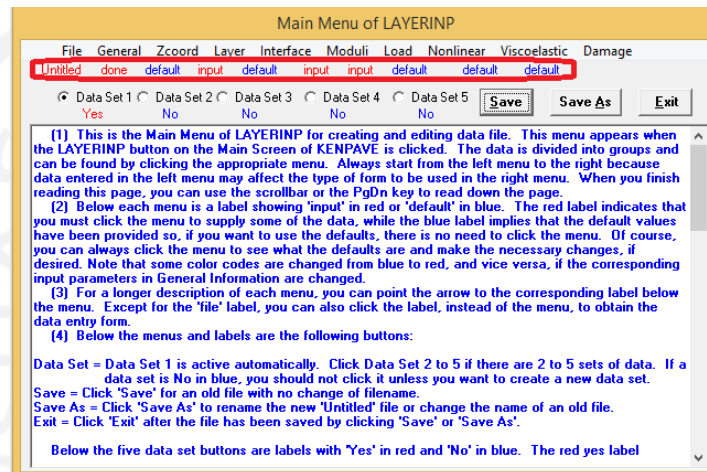 Main Menu of LAYERINP
File General Zcoord Layer Interface Moduli Load Nonlinear Viscoelastic Damage
Untitled done default input default input input default default default
Data Set 1 Data Set 2 Data Set 3 Data Set 4 Data Set 5 Save Save As Exit
Yes No No No No
(1) This is the Main Menu of LAYERINP for creating and editing data file. This menu appears when
the LAYERINP button on the Main Screen of KENPAVE is clicked. The data is divided into groups and
can be found by clicking the appropriate menu. Always start from the left menu to the right because
data entered in the left menu may affect the type of form to be used in the right menu. When you finish
reading this page, you can use the scrollbar or the PgDn key to read down the page.
(2) Below each menu is a label showing 'input' in red or 'default' in blue. The red label indicates that
you must click the menu to supply some of the data, while the blue label implies that the default values
have been provided so, if you want to use the defaults, there is no need to click the menu. Of course,
you can always click the menu to see what the defaults are and make the necessary changes, if
desired. Note that some color codes are changed from blue to red, and vice versa, if the corresponding
input parameters in General Information are changed.
(3) For a longer description of each menu, you can point the arrow to the corresponding label below
the menu. Except for the 'file' label, you can also click the label, instead of the menu, to obtain the
data entry form.
(4) Below the menus and labels are the following buttons:
Data Set = Data Set 1 is active automatically. Click Data Set 2 to 5 if there are 2 to 5 sets of data. If a
data set is No in blue, you should not click it unless you want to create a new data set.
Save = Click 'Save' for an old file with no change of filename.
Save As = Click 'Save As' to rename the new 'Untitled' file or change the name of an old file.
Exit = Click 'Exit' after the file has been saved by clicking 'Save' or 'Save As'.
Below the five data set buttons are labels with 'Yes' in red and 'No' in blue. The red yes label